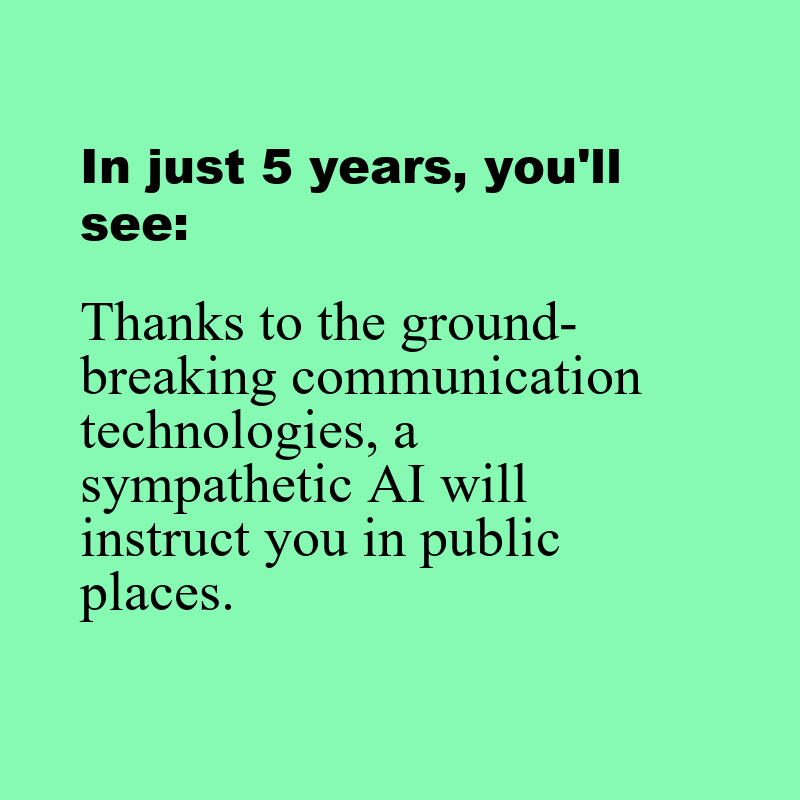 In just 5 years, you'll
see:
Thanks to the ground-
breaking communication
technologies, a
sympathetic AI will
instruct you in public
places.